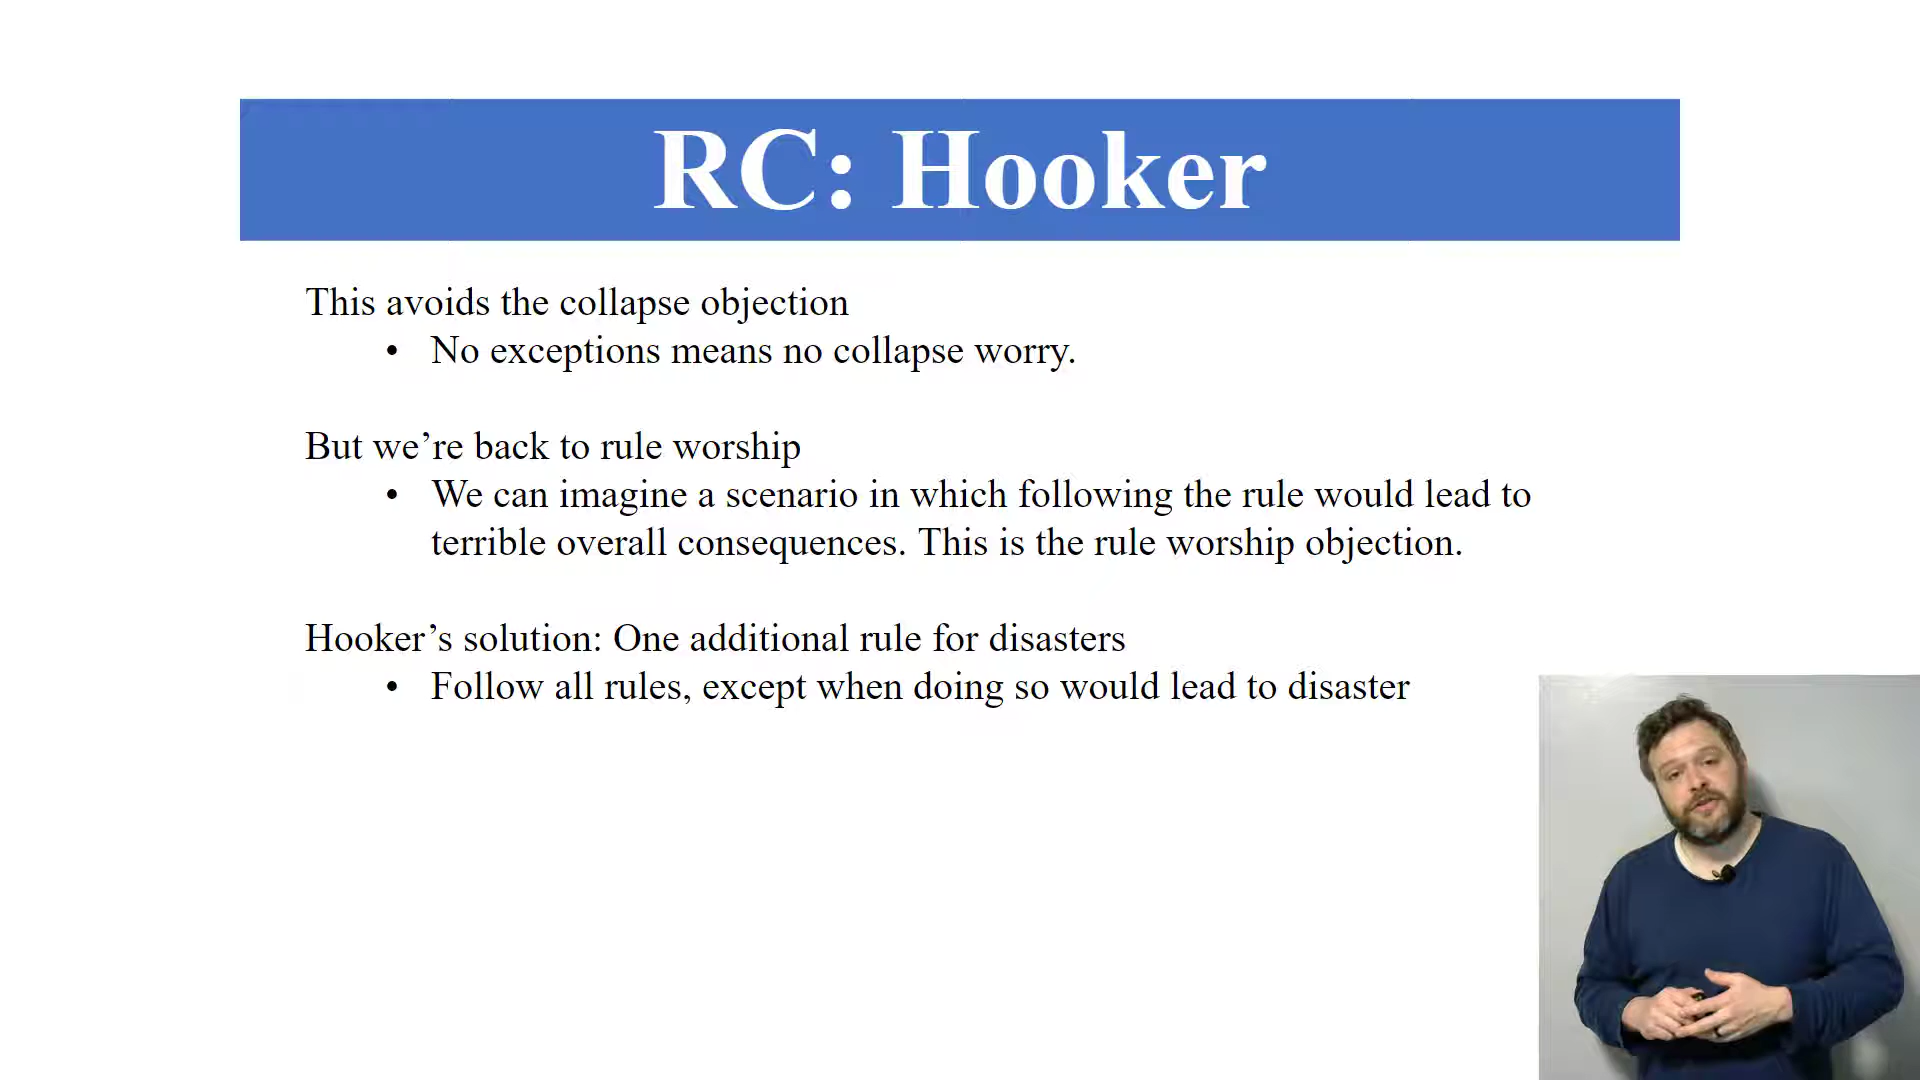 RC: Hooker
This avoids the collapse objection
• No exceptions means no collapse worry.
But we’re back to rule worship
• We can imagine a scenario in which following the rule would lead to
terrible overall consequences. This is the rule worship objection.
Hooker’s solution: One additional rule for disasters
• Follow all rules, except when doing so would lead to disaster